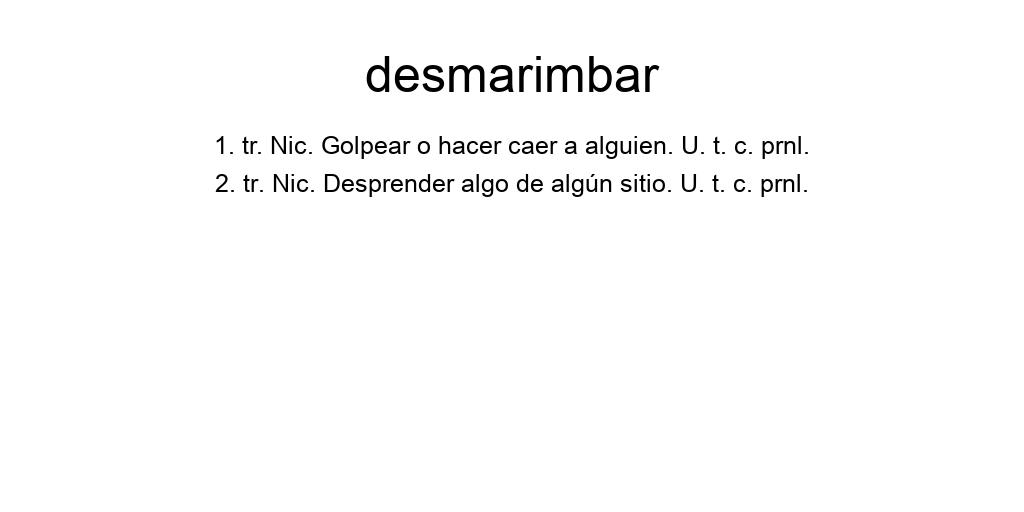 desmarimbar
1. tr. Nic. Golpear o hacer caer a alguien. U. t. c. prnl.
2. tr. Nic. Desprender algo de algún sitio. U. t. c. prnl.